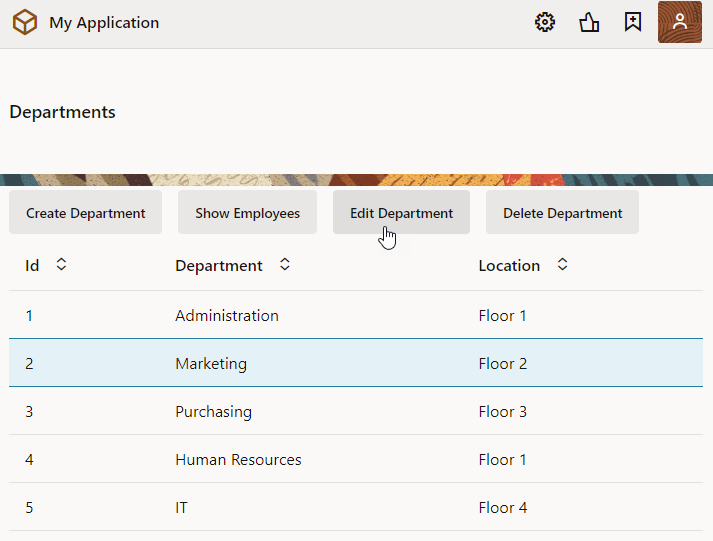 My Application
Departments
Create Department Show Employees Edit Department Delete Department
Id Department Location
1 Administration Floor 1
2 Marketing Floor 2
3 Purchasing Floor 3
4 Human Resources Floor 1
5 IT Floor 4